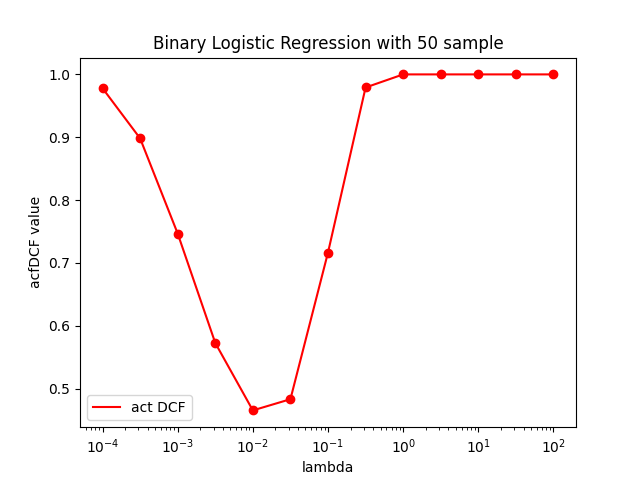 Binary Logistic Regression with 50 sample
1.0
0.9
0.8
0.7
0.6
0.5
acfDCF value
act DCF
10⁻⁴ 10⁻³ 10⁻² 10⁻¹ 10⁰ 10¹ 10²
lambda